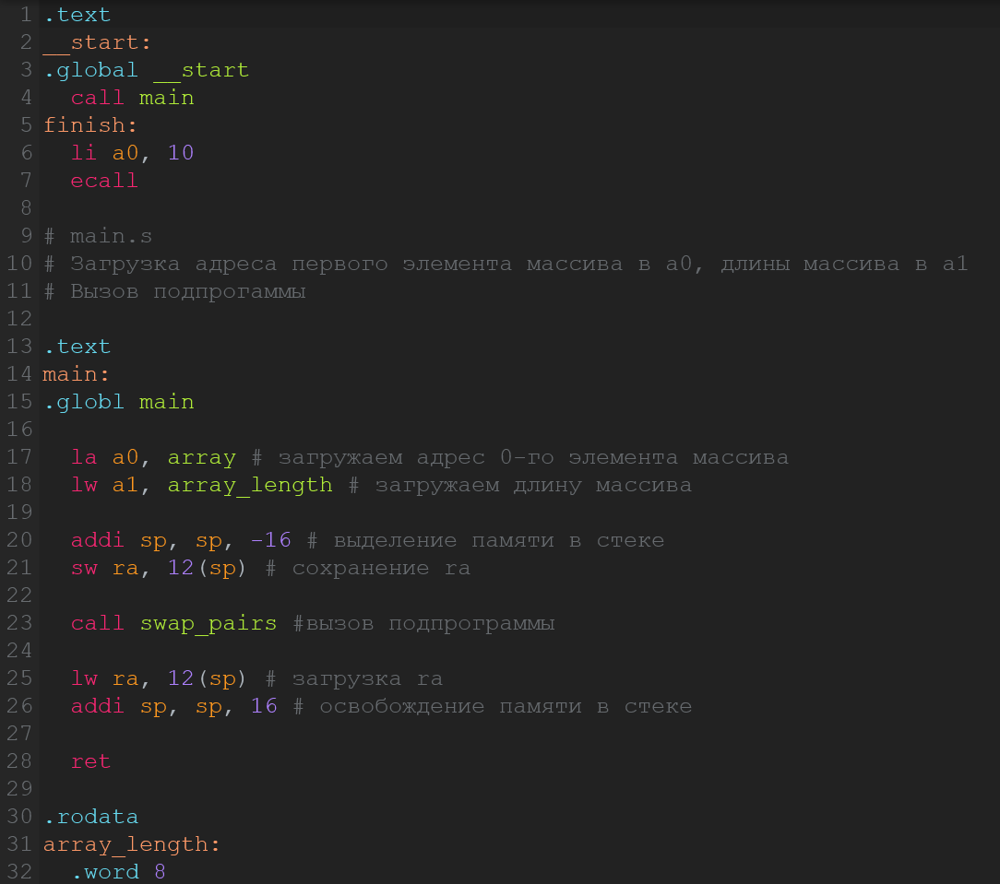 1 .text
2 __start:
3 .global __start
4   call main
5 finish:
6   li a0, 10
7   ecall
8
9 # main.s
10 # Загрузка адреса первого элемента массива в a0, длины массива в a1
11 # Вызов подпрогаммы
12
13 .text
14 main:
15 .globl main
16
17   la a0, array # загружаем адрес 0-го элемента массива
18   lw a1, array_length # загружаем длину массива
19
20   addi sp, sp, -16 # выделение памяти в стеке
21   sw ra, 12(sp) # сохранение ra
22
23   call swap_pairs #вызов подпрограммы
24
25   lw ra, 12(sp) # загрузка ra
26   addi sp, sp, 16 # освобождение памяти в стеке
27
28   ret
29
30 .rodata
31 array_length:
32   .word 8